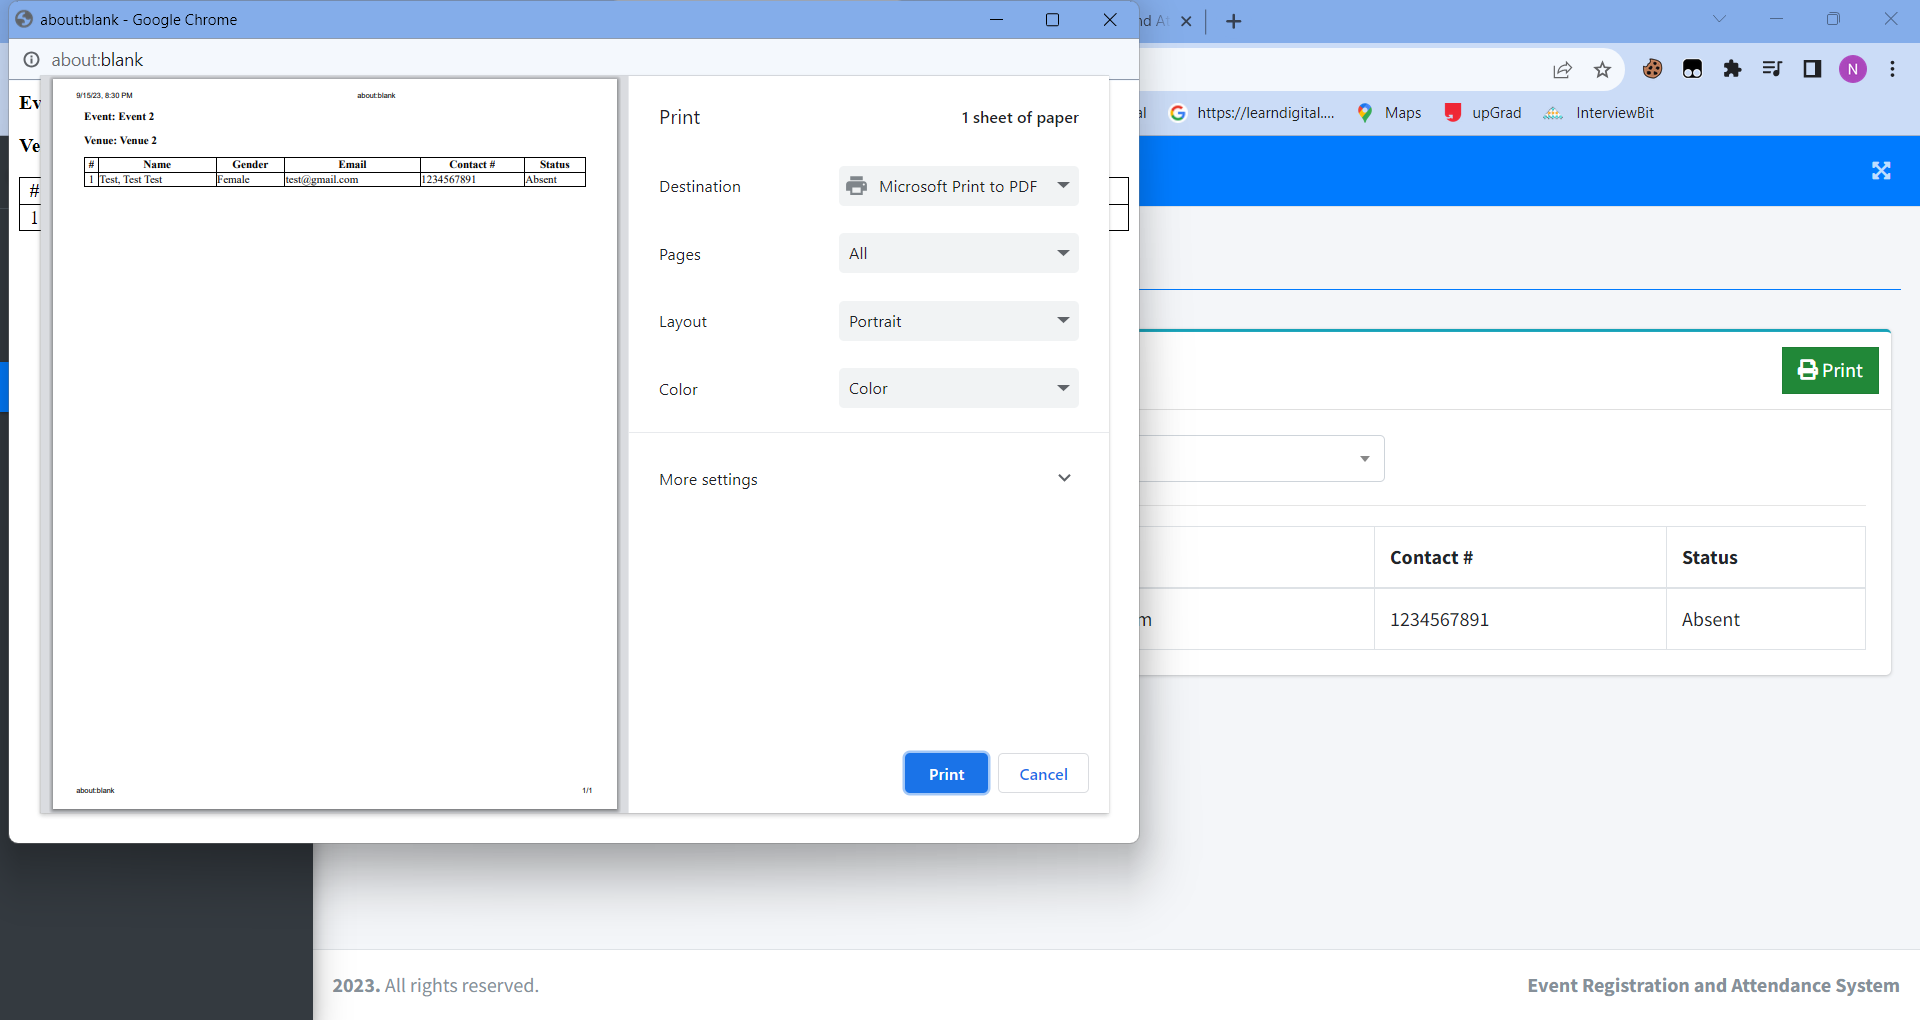 about:blank - Google Chrome
about:blank
Ev
Ve
#
1
9/15/23, 8:30 PM about:blank
Event: Event 2
Venue: Venue 2
# Name Gender Email Contact # Status
1 Test, Test Test Female test@gmail.com 1234567891 Absent
about:blank 1/1
Print 1 sheet of paper
Destination Microsoft Print to PDF
Pages All
Layout Portrait
Color Color
More settings
Print Cancel
nd At
N
al https://learndigital.... Maps upGrad InterviewBit
Print
Contact # Status
m 1234567891 Absent
2023. All rights reserved. Event Registration and Attendance System